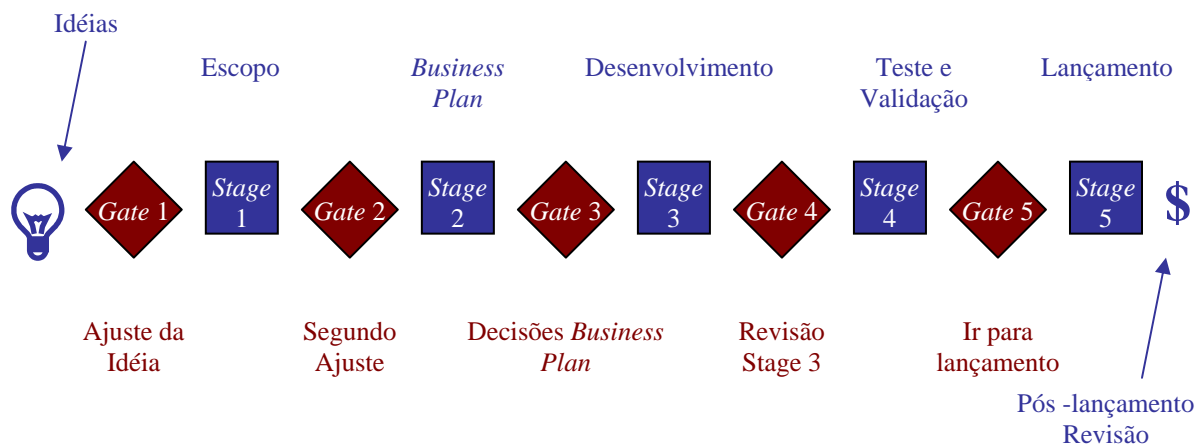 Idéias
Escopo
Business
Plan
Desenvolvimento
Teste e
Validação
Lançamento
Gate 1
Stage
1
Gate 2
Stage
2
Gate 3
Stage
3
Gate 4
Stage
4
Gate 5
Stage
5
$
Ajuste da
Idéia
Segundo
Ajuste
Decisões Business
Plan
Revisão
Stage 3
Ir para
lançamento
Pós -lançamento
Revisão